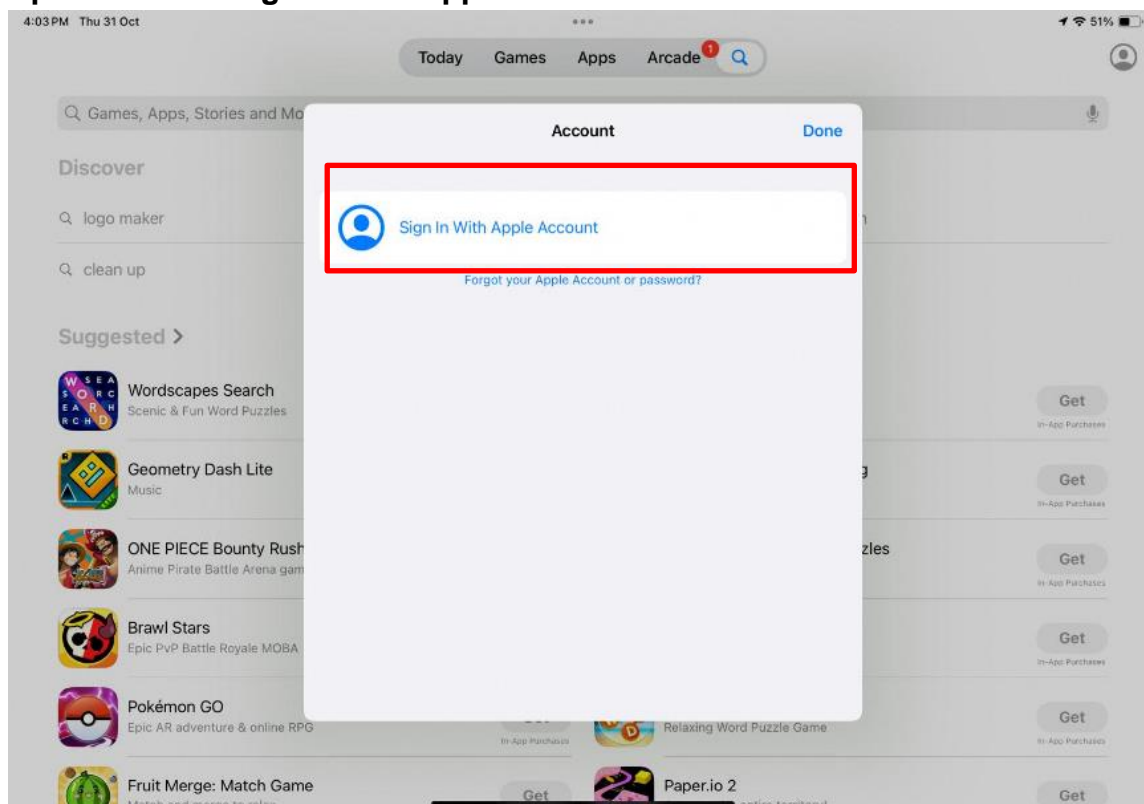 4:03 PM Thu 31 Oct
51%
Today Games Apps Arcade 1
Games, Apps, Stories and Mo
Account Done
Discover
Sign In With Apple Account
logo maker
clean up
Forgot your Apple Account or password?
Suggested >
Wordscapes Search
Scenic & Fun Word Puzzles
Get
In-App Purchases
Geometry Dash Lite
Music
Get
In-App Purchases
ONE PIECE Bounty Rush
Anime Pirate Battle Arena gam
zles
Get
In-App Purchases
Brawl Stars
Epic PvP Battle Royale MOBA
Get
In-App Purchases
Pokémon GO
Epic AR adventure & online RPG
In-App Purchases
Relaxing Word Puzzle Game
Get
In-App Purchases
Fruit Merge: Match Game
Get
Paper.io 2
Get